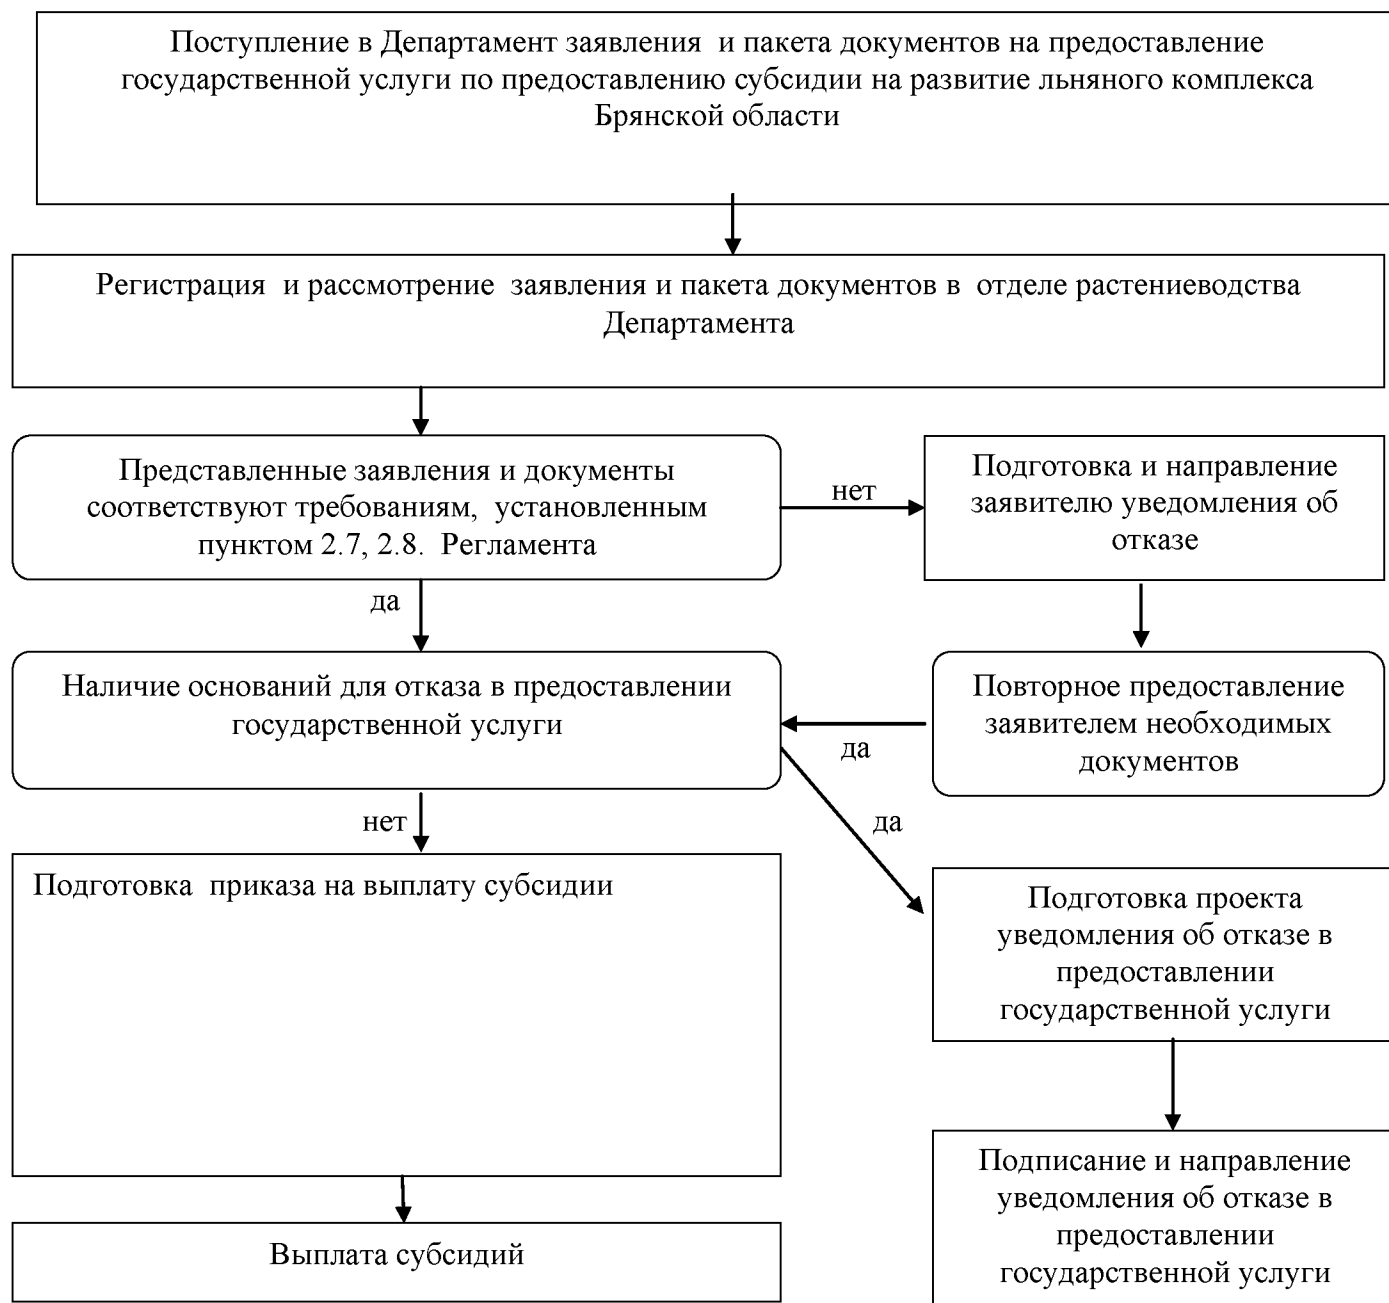 Поступление в Департамент заявления и пакета документов на предоставление
государственной услуги по предоставлению субсидии на развитие льняного комплекса
Брянской области
Регистрация и рассмотрение заявления и пакета документов в отделе растениеводства
Департамента
Представленные заявления и документы
соответствуют требованиям, установленным
пунктом 2.7, 2.8. Регламента
нет
Подготовка и направление
заявителю уведомления об
отказе
да
Наличие оснований для отказа в предоставлении
государственной услуги
да
Повторное предоставление
заявителем необходимых
документов
нет
да
Подготовка приказа на выплату субсидии
Подготовка проекта
уведомления об отказе в
предоставлении
государственной услуги
Выплата субсидий
Подписание и направление
уведомления об отказе в
предоставлении
государственной услуги